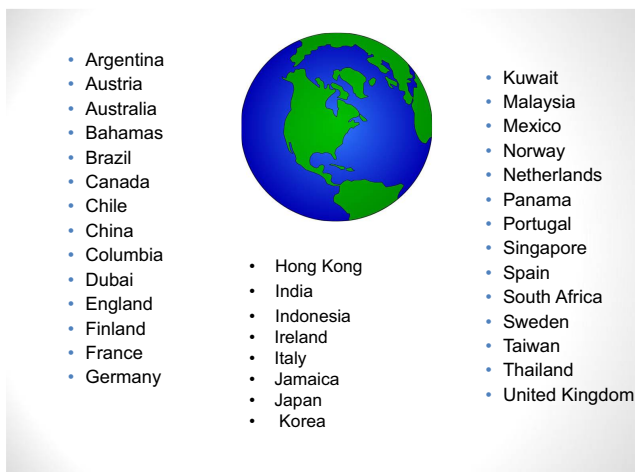 • Argentina
• Austria
• Australia
• Bahamas
• Brazil
• Canada
• Chile
• China
• Columbia
• Dubai
• England
• Finland
• France
• Germany
• Hong Kong
• India
• Indonesia
• Ireland
• Italy
• Jamaica
• Japan
• Korea
• Kuwait
• Malaysia
• Mexico
• Norway
• Netherlands
• Panama
• Portugal
• Singapore
• Spain
• South Africa
• Sweden
• Taiwan
• Thailand
• United Kingdom